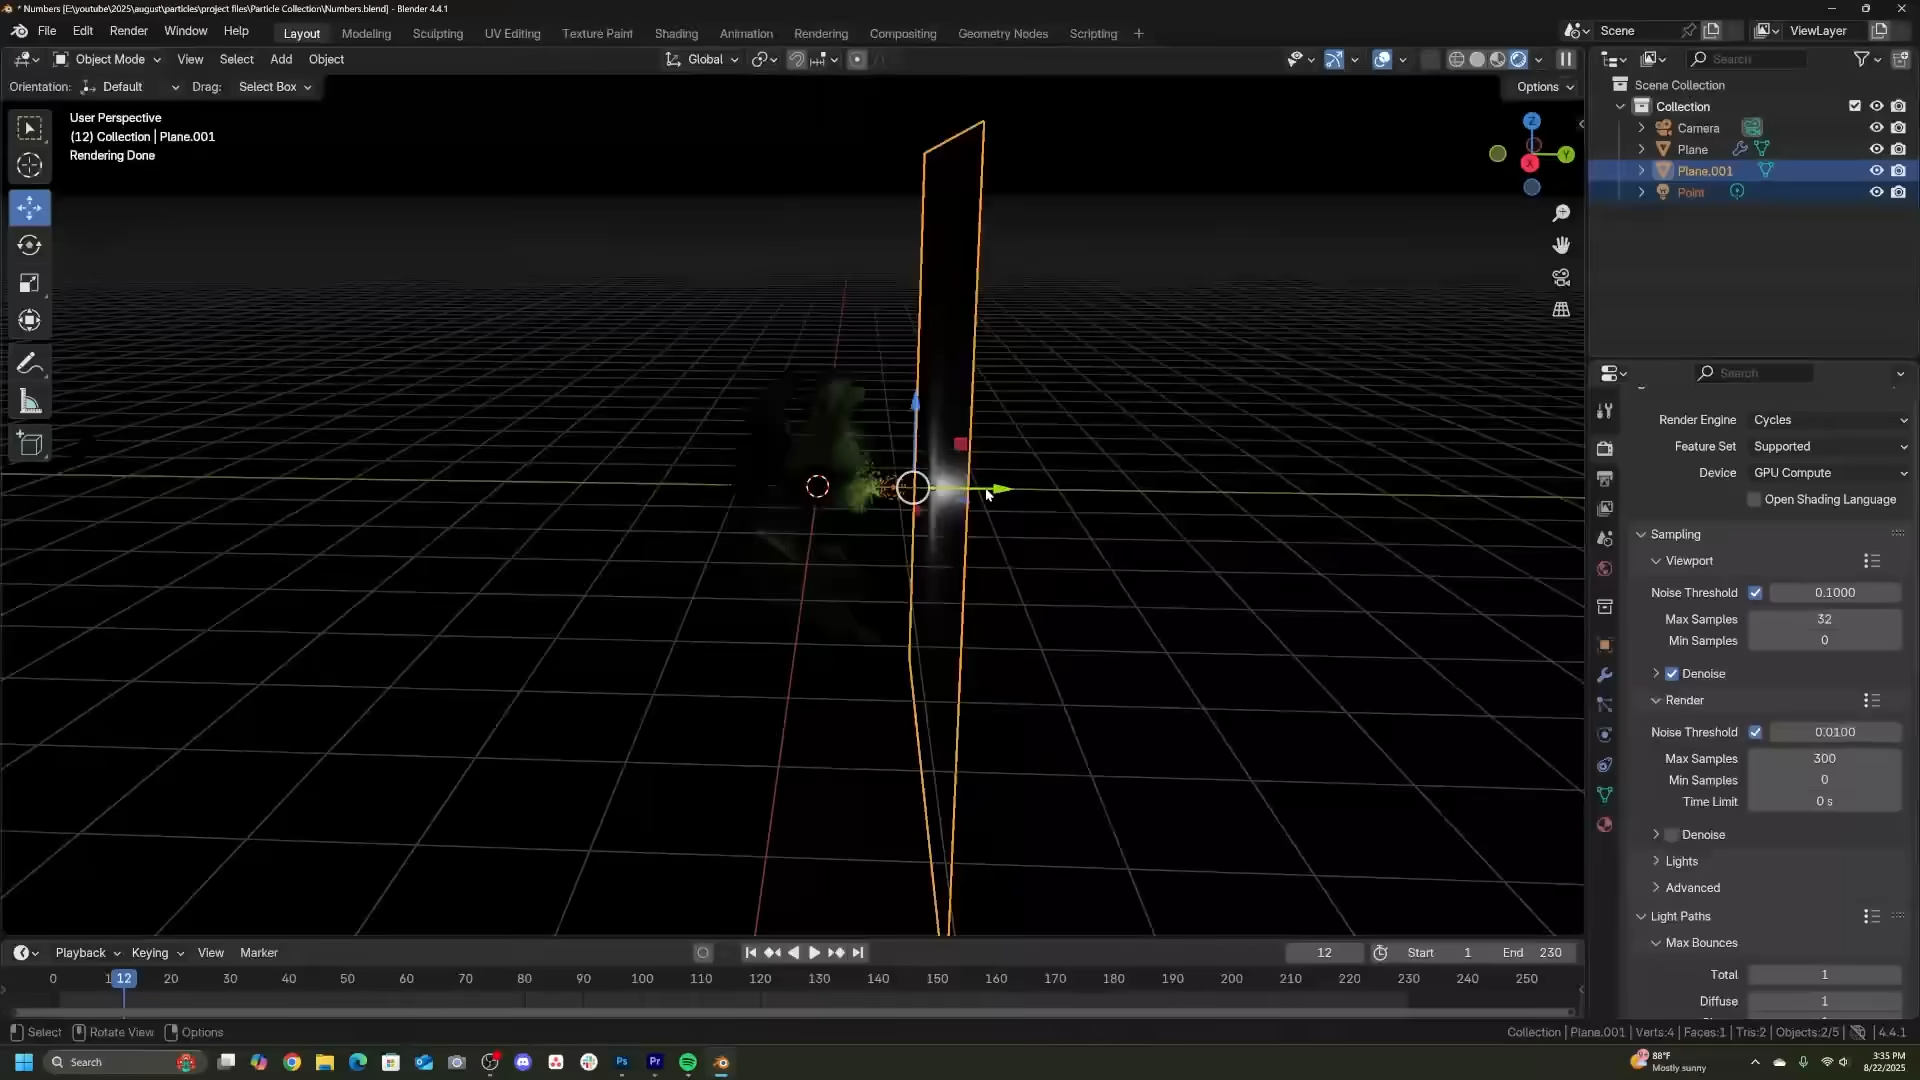 * Numbers [E:\youtube\2025\august\particles\project files\Particle Collection\Numbers.blend] - Blender 4.4.1
File Edit Render Window Help Layout Modeling Sculpting UV Editing Texture Paint Shading Animation Rendering Compositing Geometry Nodes Scripting + Scene ViewLayer
Object Mode View Select Add Object Global Search
Orientation: Default Drag: Select Box Options
Scene Collection
Collection
Camera
Plane
Plane.001
Point
User Perspective
(12) Collection | Plane.001
Rendering Done
Z
Y
X
Search
Render Engine Cycles
Feature Set Supported
Device GPU Compute
Open Shading Language
Sampling
Viewport
Noise Threshold 0.1000
Max Samples 32
Min Samples 0
Denoise
Render
Noise Threshold 0.0100
Max Samples 300
Min Samples 0
Time Limit 0 s
Denoise
Lights
Advanced
Light Paths
Max Bounces
Total 1
Diffuse 1
Playback Keying View Marker 12 Start 1 End 230
0 1 12 20 30 40 50 60 70 80 90 100 110 120 130 140 150 160 170 180 190 200 210 220 230 240 250
Select Rotate View Options Collection | Plane.001 | Verts:4 | Faces:1 | Tris:2 | Objects:2/5 | 4.4.1
Search 88°F
Mostly sunny
3:35 PM
8/22/2025